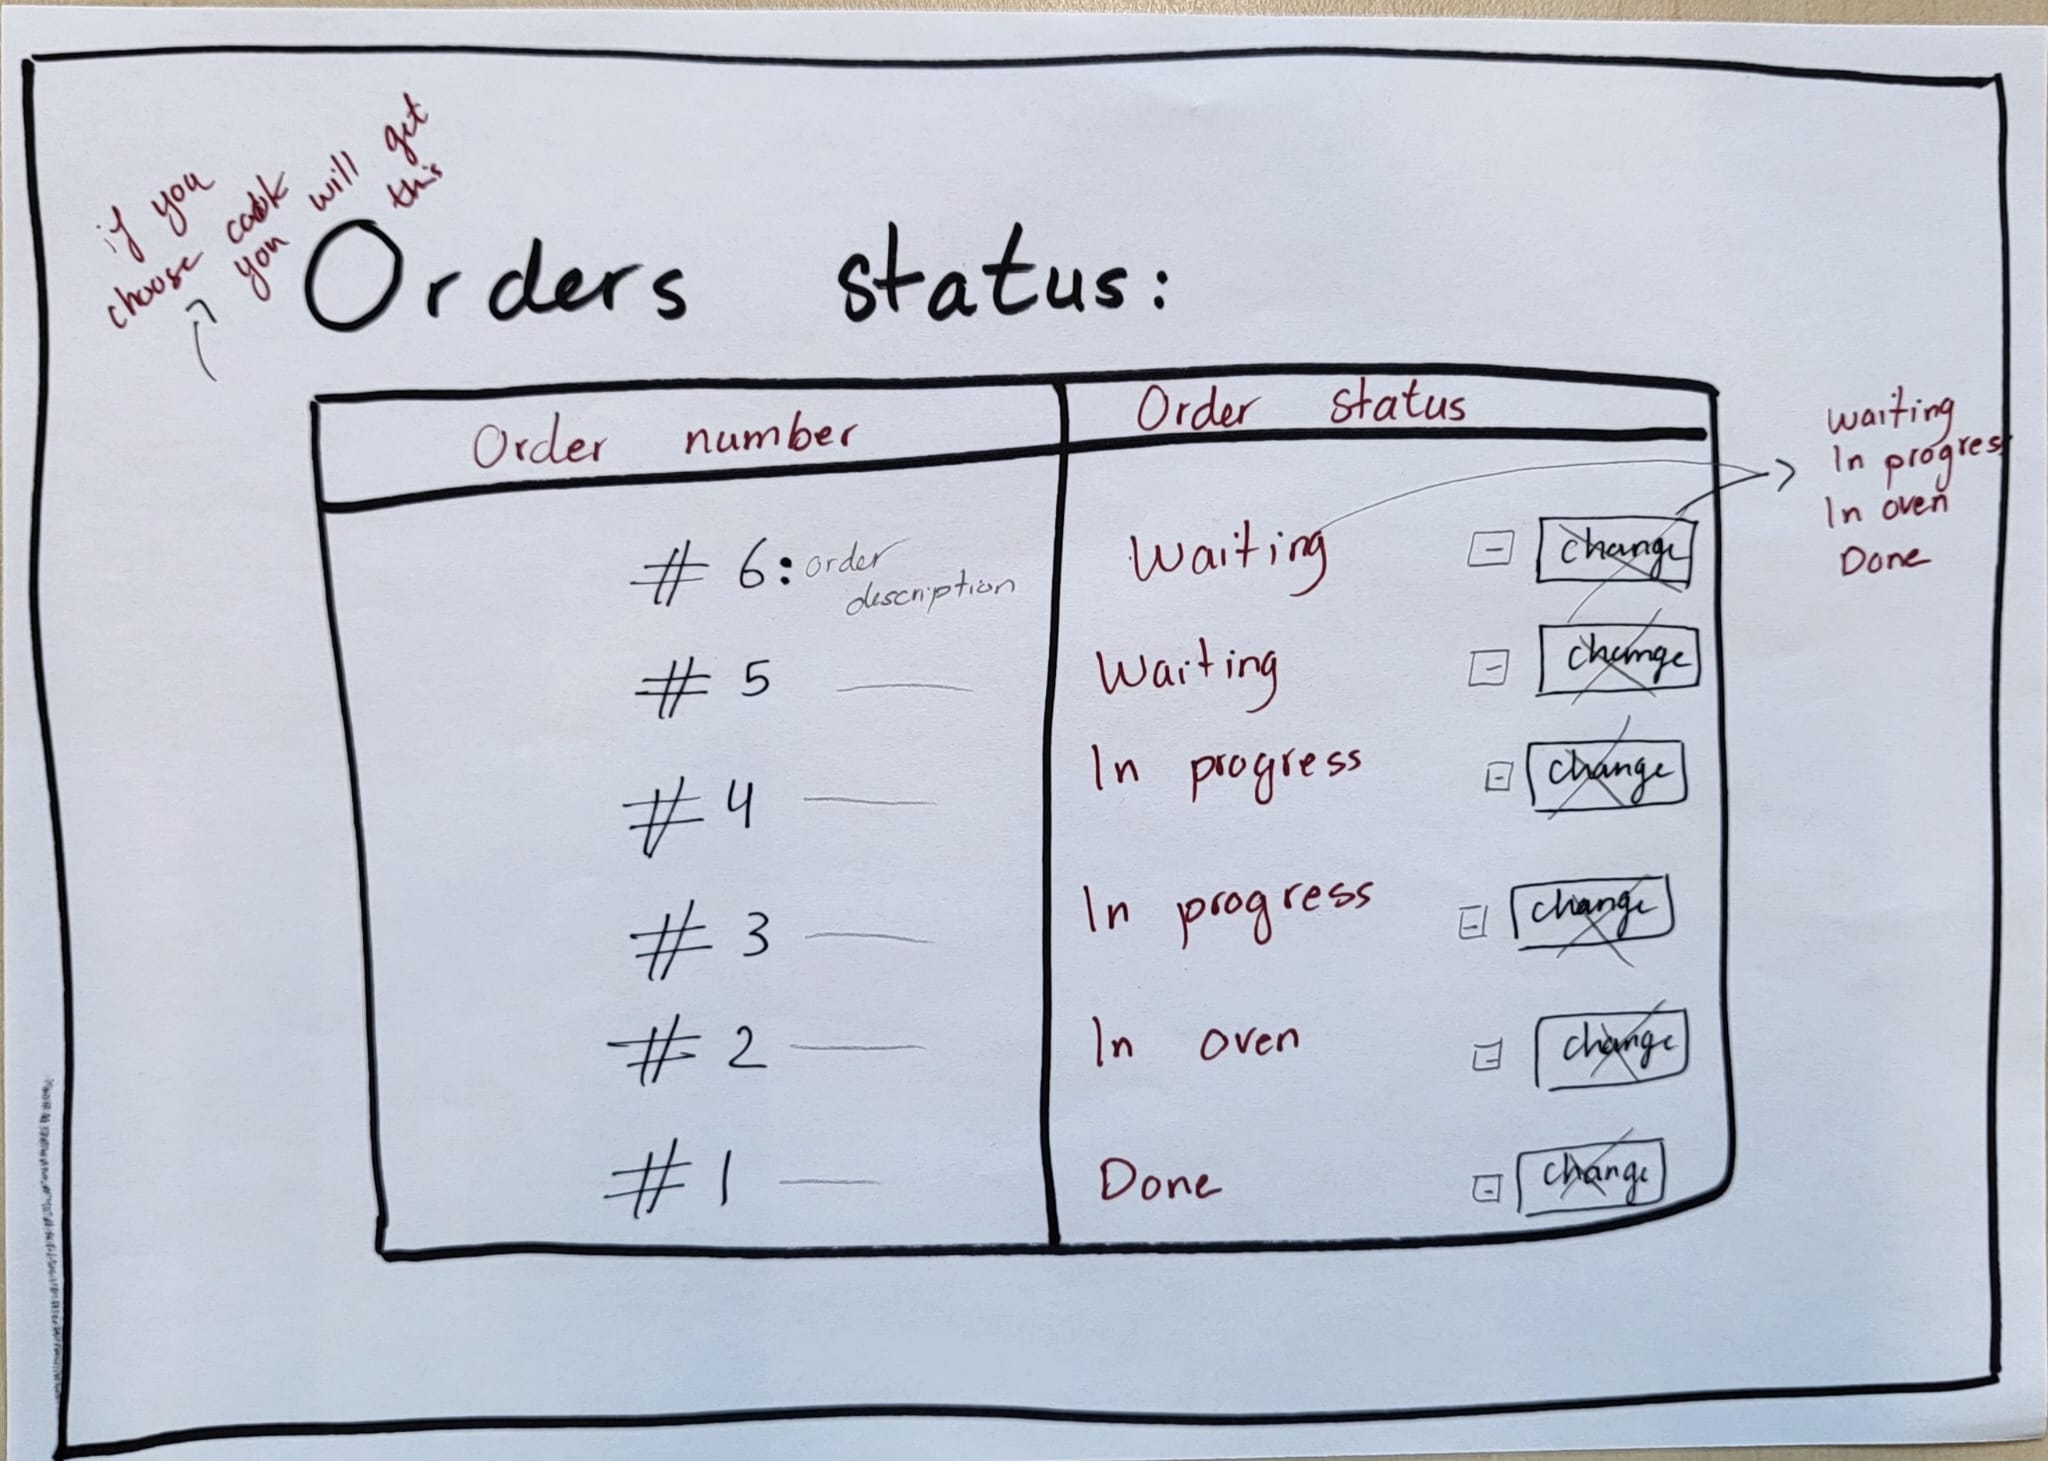 if you
choose cook
you will get
this
Orders status:
Order number
Order status
# 6: order
description
Waiting
change
# 5
Waiting
change
# 4
In progress
change
# 3
In progress
change
# 2
In oven
change
# 1
Done
change
Waiting
In progress
In oven
Done